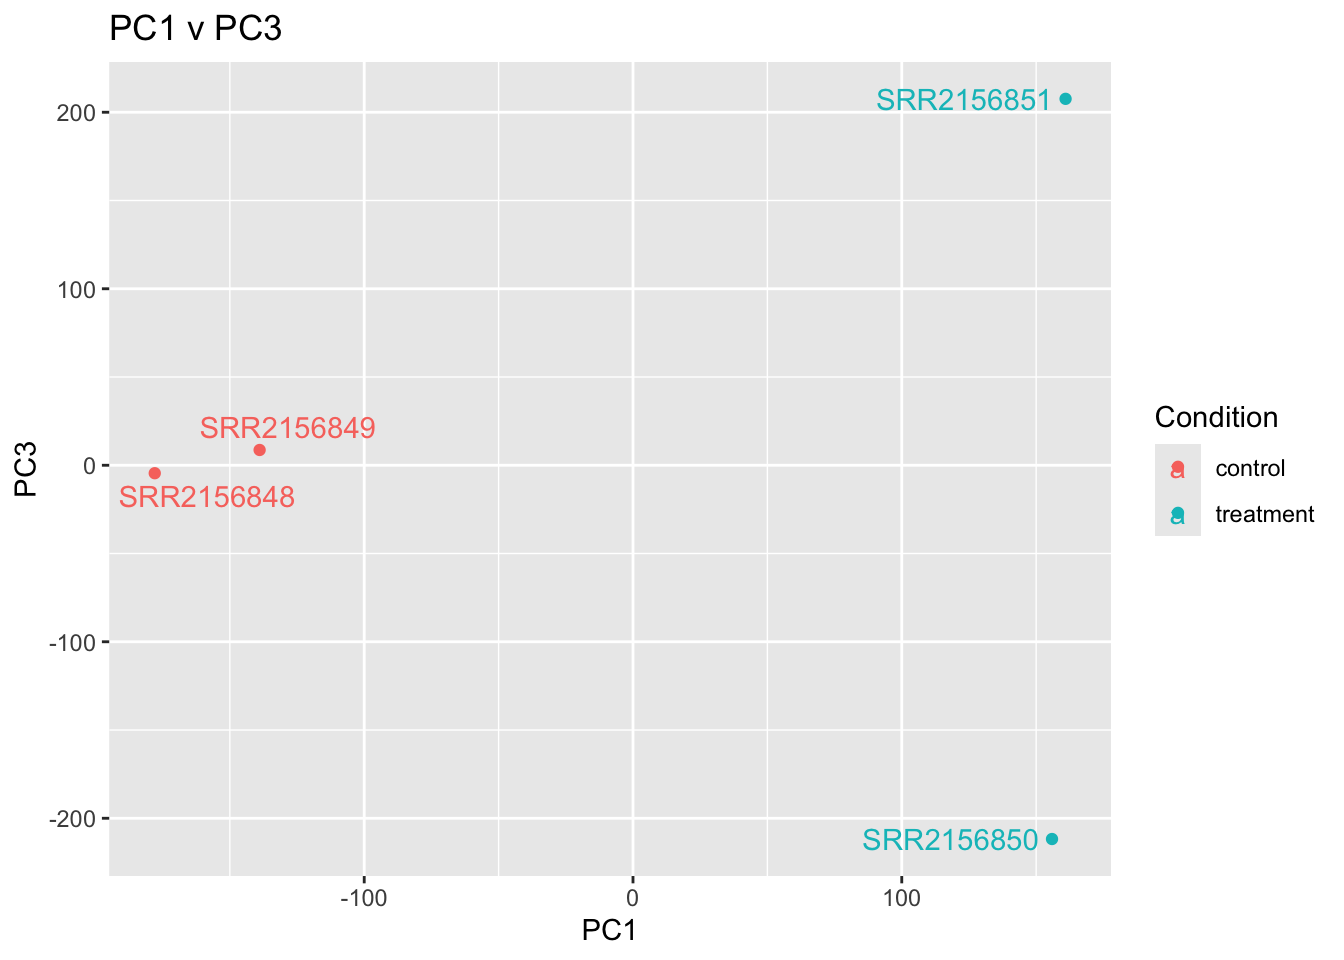 PC1 v PC3
SRR2156851
200
100
Condition
SRR2156849
PC3
0
a control
SRR2156848
a treatment
-100
-200
SRR2156850
-100
0
100
PC1